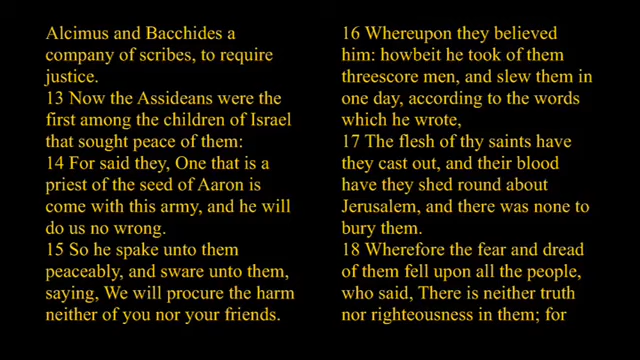 Alcimus and Bacchides a
company of scribes, to require
justice.
13 Now the Assideans were the
first among the children of Israel
that sought peace of them:
14 For said they, One that is a
priest of the seed of Aaron is
come with this army, and he will
do us no wrong.
15 So he spake unto them
peaceably, and sware unto them,
saying, We will procure the harm
neither of you nor your friends.
16 Whereupon they believed
him: howbeit he took of them
threescore men, and slew them in
one day, according to the words
which he wrote,
17 The flesh of thy saints have
they cast out, and their blood
have they shed round about
Jerusalem, and there was none to
bury them.
18 Wherefore the fear and dread
of them fell upon all the people,
who said, There is neither truth
nor righteousness in them; for